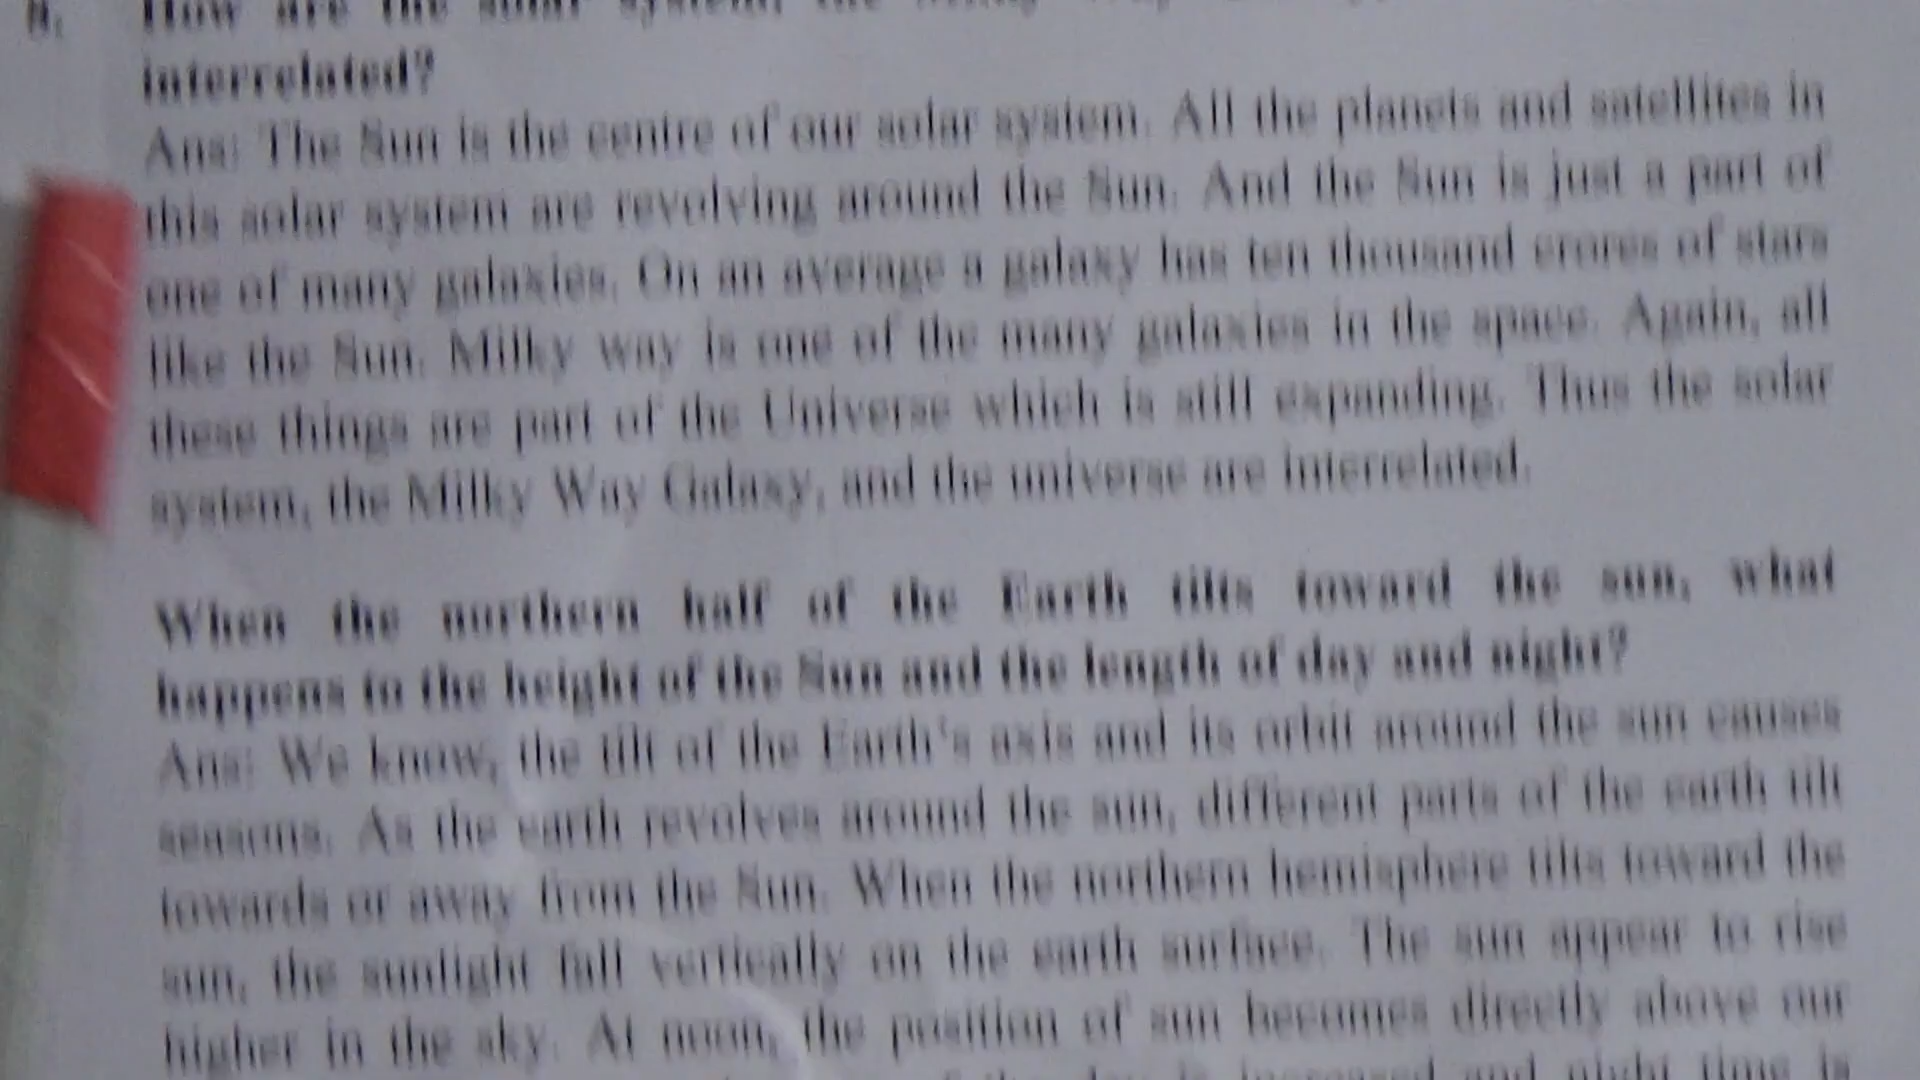 8. How are the solar system, the Milky Way
interrelated?
Ans: The Sun is the centre of our solar system. All the planets and satellites in
this solar system are revolving around the Sun. And the Sun is just a part of
one of many galaxies. On an average a galaxy has ten thousand crores of stars
like the Sun. Milky way is one of the many galaxies in the space. Again, all
these things are part of the Universe which is still expanding. Thus the solar
system, the Milky Way Galaxy, and the universe are interrelated.
When the northern half of the Earth tilts toward the sun, what
happens to the height of the Sun and the length of day and night?
Ans: We know, the tilt of the Earth's axis and its orbit around the sun causes
seasons. As the earth revolves around the sun, different parts of the earth tilt
towards or away from the Sun. When the northern hemisphere tilts toward the
sun, the sunlight fall vertically on the earth surface. The sun appear to rise
higher in the sky. At noon, the position of sun becomes directly above our
of the day is increased and night time is